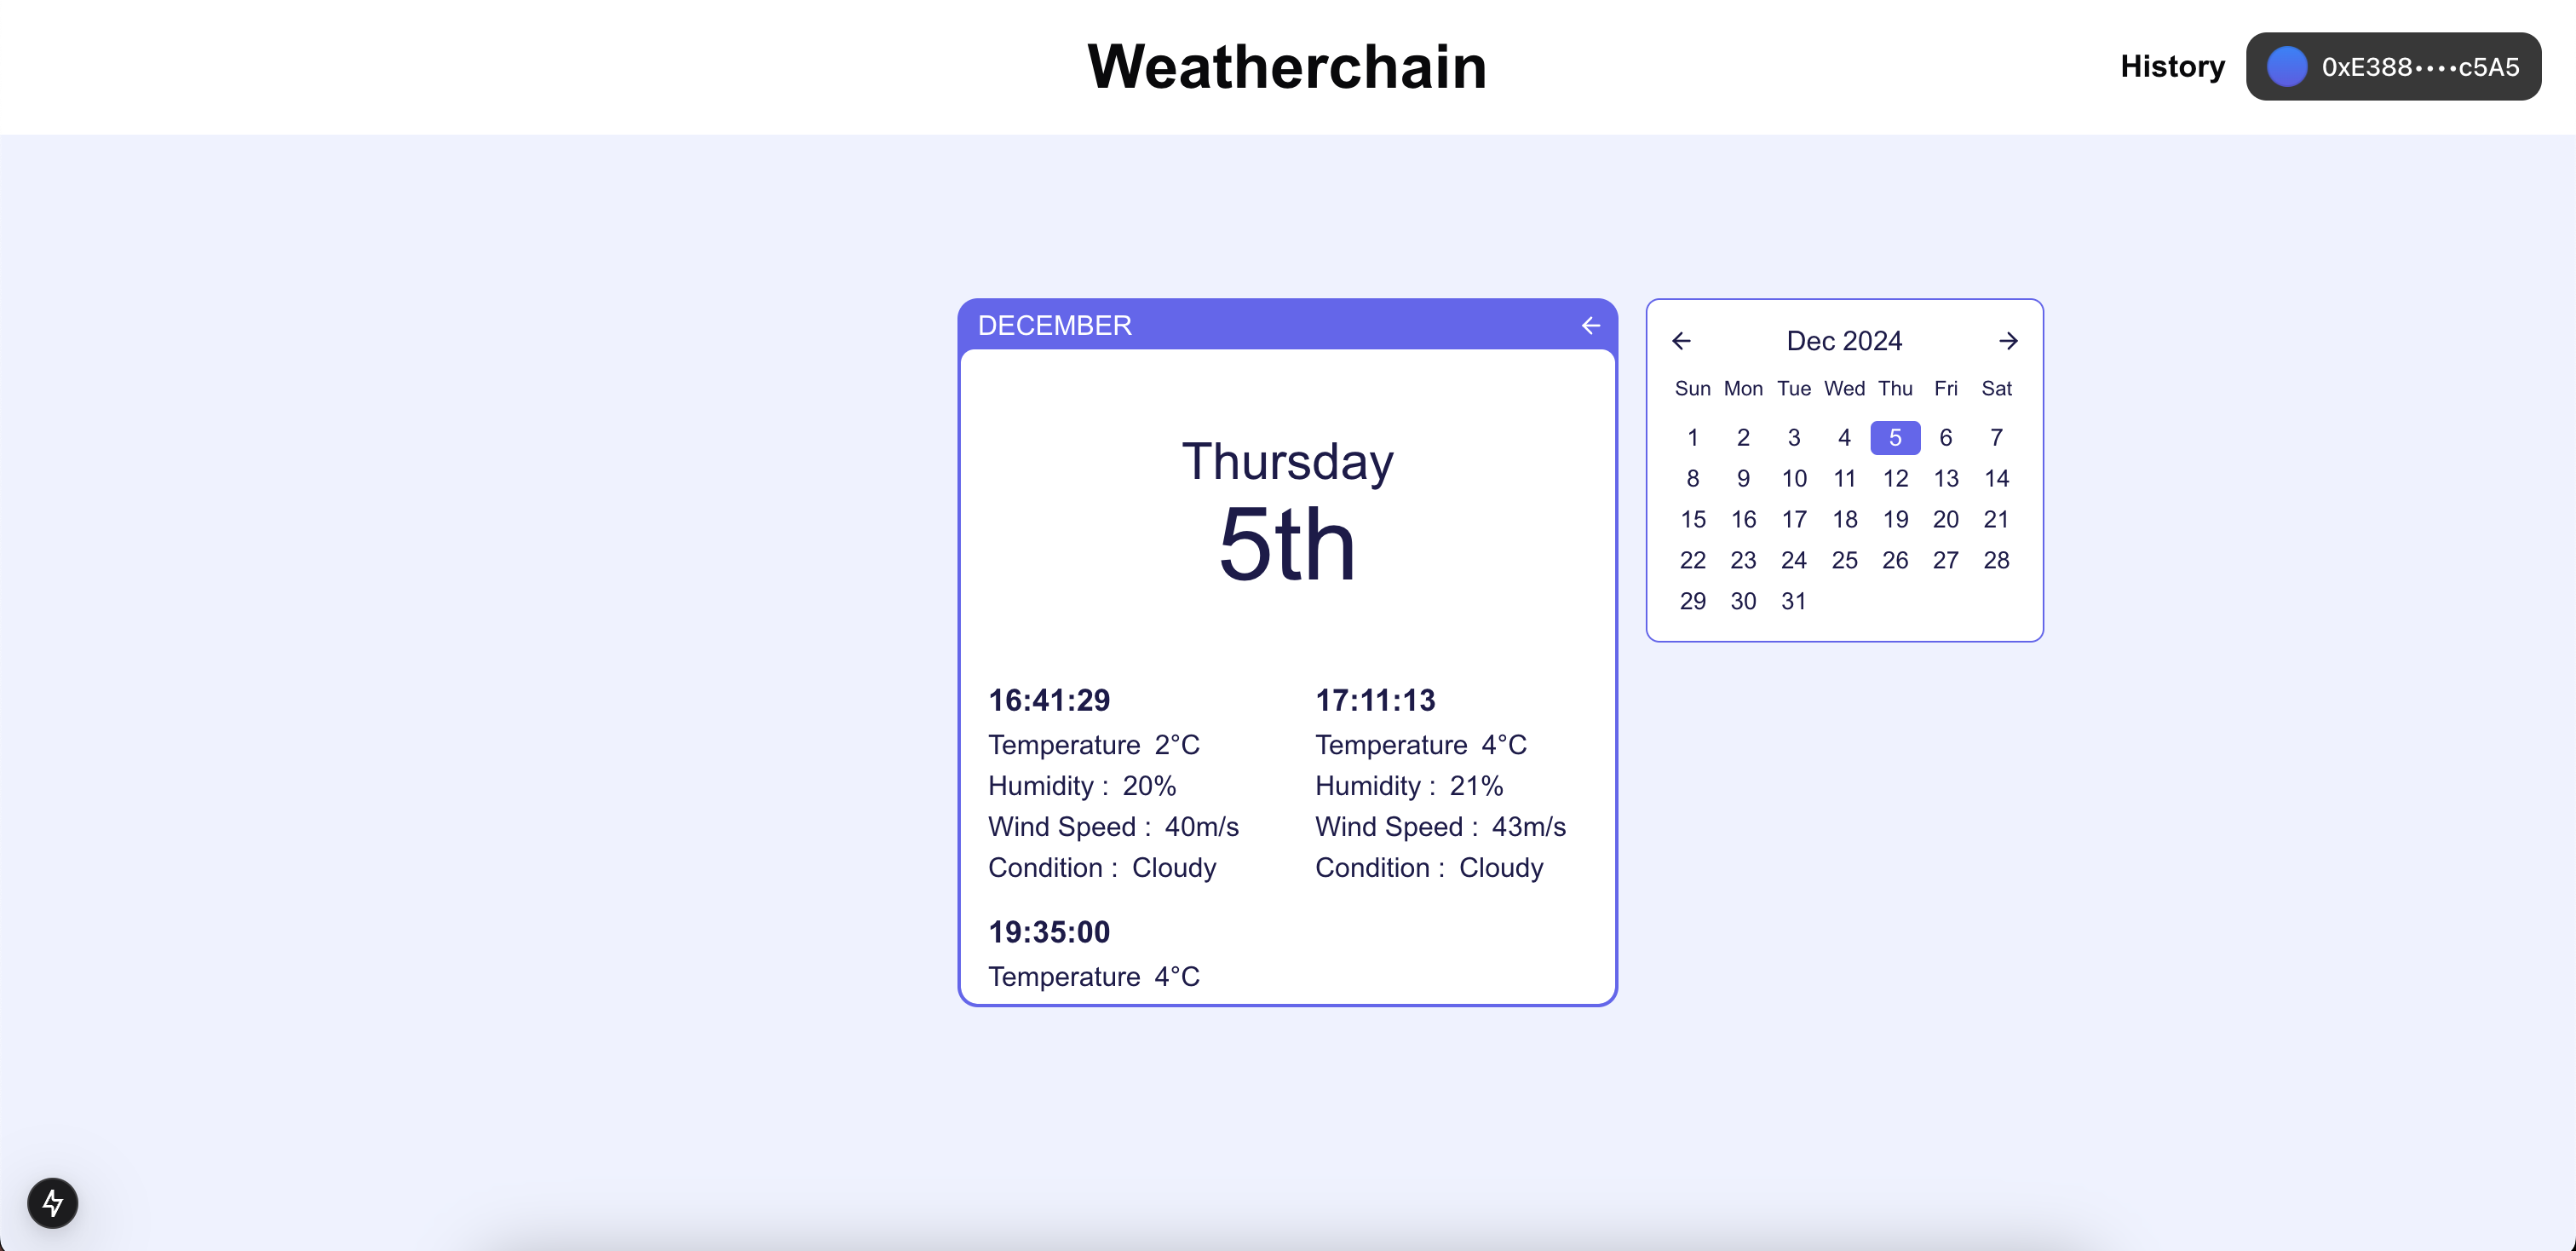 Weatherchain
History
0xE388••••c5A5
DECEMBER
Thursday
5th
16:41:29
Temperature 2°C
Humidity : 20%
Wind Speed : 40m/s
Condition : Cloudy
17:11:13
Temperature 4°C
Humidity : 21%
Wind Speed : 43m/s
Condition : Cloudy
19:35:00
Temperature 4°C
Dec 2024
Sun Mon Tue Wed Thu Fri Sat
1 2 3 4 5 6 7
8 9 10 11 12 13 14
15 16 17 18 19 20 21
22 23 24 25 26 27 28
29 30 31